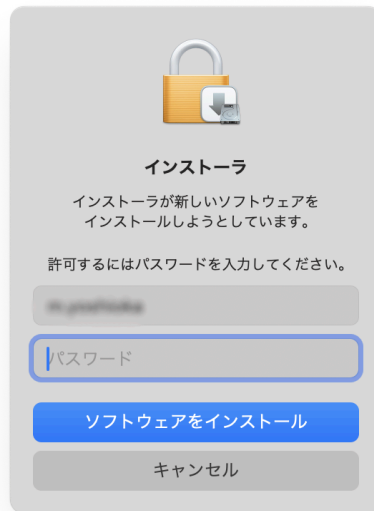 インストーラ
インストーラが新しいソフトウェアを
インストールしようとしています。
許可するにはパスワードを入力してください。
パスワード
ソフトウェアをインストール
キャンセル